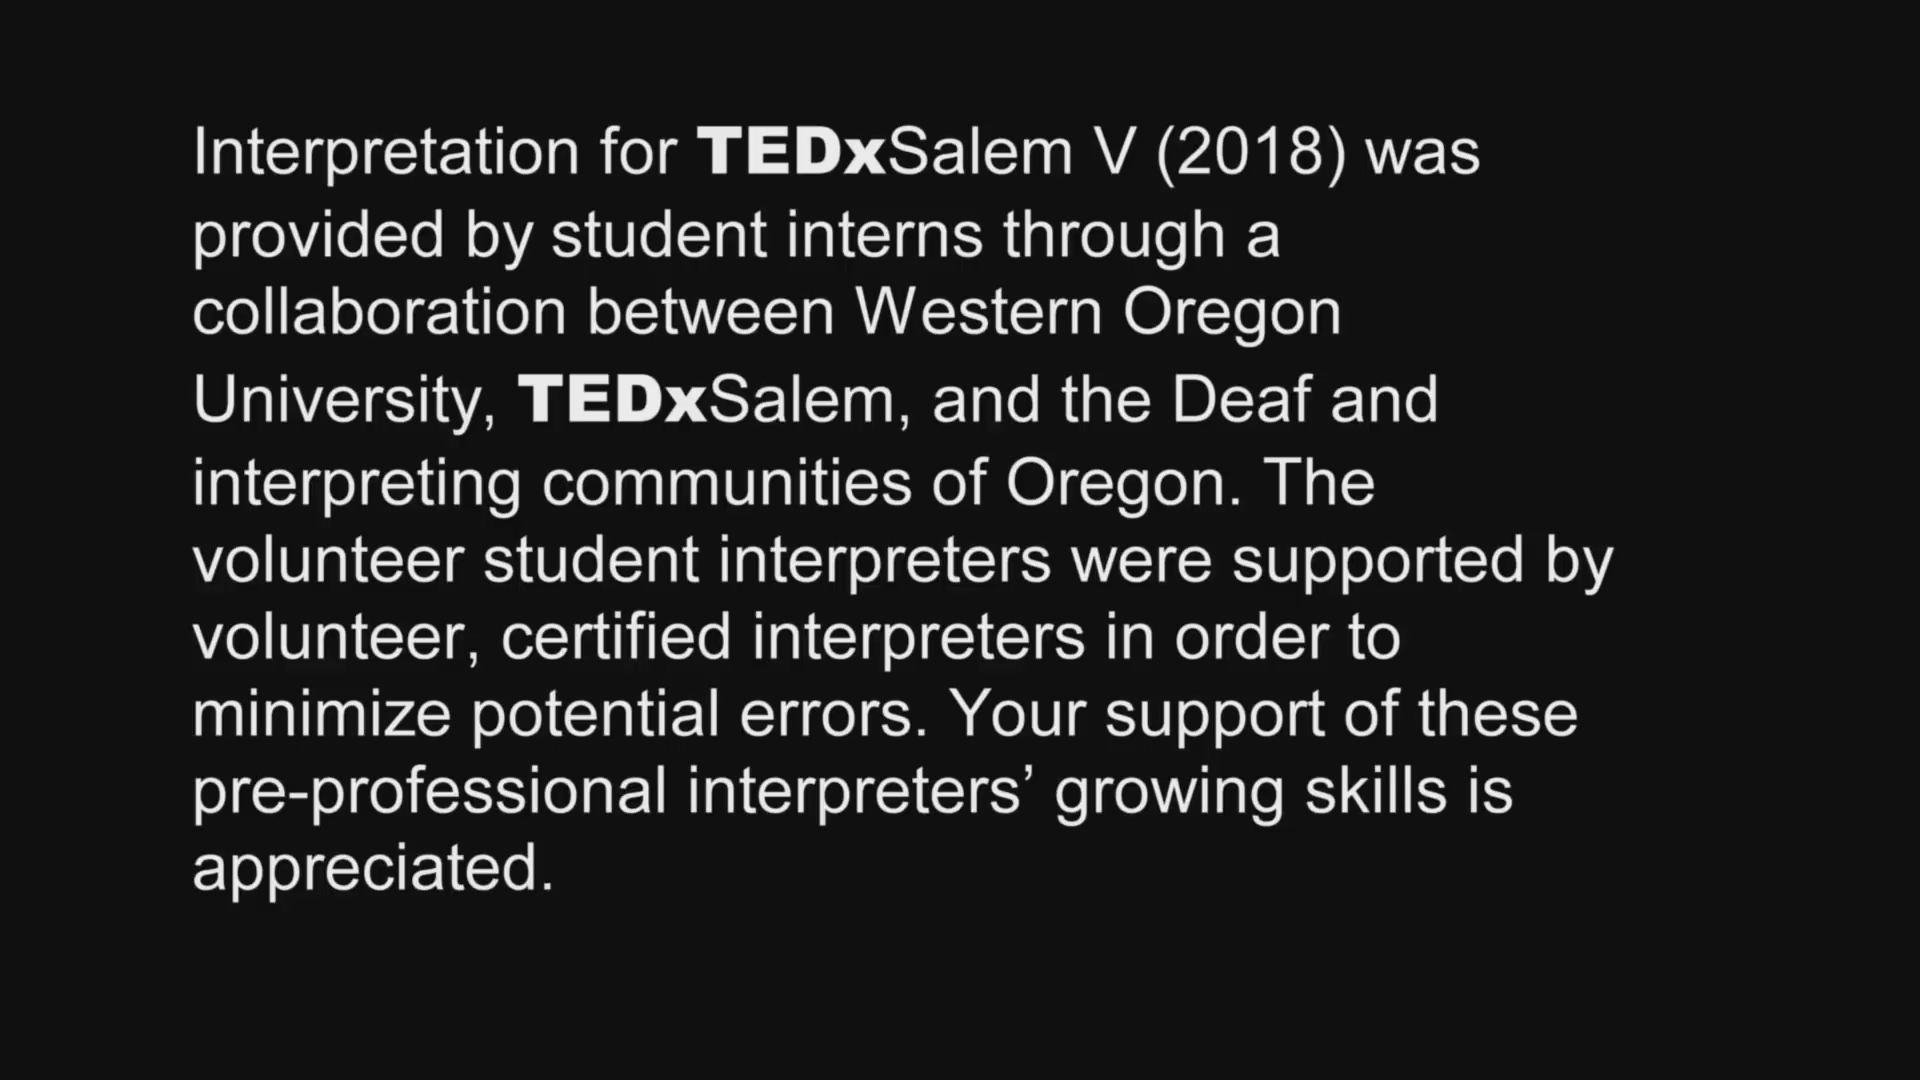 Interpretation for TEDxSalem V (2018) was
provided by student interns through a
collaboration between Western Oregon
University, TEDxSalem, and the Deaf and
interpreting communities of Oregon. The
volunteer student interpreters were supported by
volunteer, certified interpreters in order to
minimize potential errors. Your support of these
pre-professional interpreters’ growing skills is
appreciated.